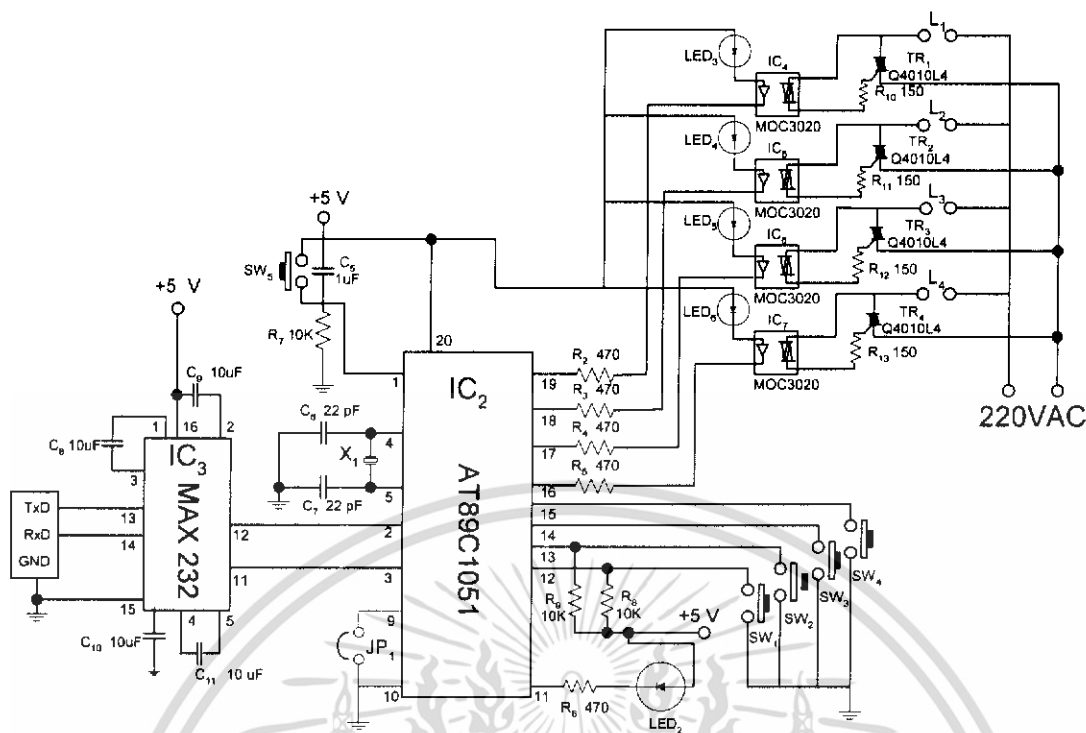 L1
LED3
IC4
TR1
Q4010L4
R10 150
MOC3020
L2
LED4
IC5
TR2
Q4010L4
R11 150
MOC3020
L3
LED5
IC6
TR3
Q4010L4
R12 150
MOC3020
L4
LED6
IC7
TR4
Q4010L4
R13 150
MOC3020
220VAC
+5 V
SW5
C5
1uF
R7 10K
+5 V
C9 10uF
1 16 2
C8 10uF
3
IC3
MAX 232
TxD
RxD
GND
13
14
15
12
11
4 5
C10 10uF
C11 10 uF
20
1
IC2
AT89C1051
C6 22 pF
4
X1
5
C7 22 pF
2
3
9
JP1
10
R2 470
19
R3 470
18
R4 470
17
R5 470
16
15
14
13
12
R9
10K
R8
10K
+5 V
11
R6 470
LED2
SW1
SW2
SW3
SW4